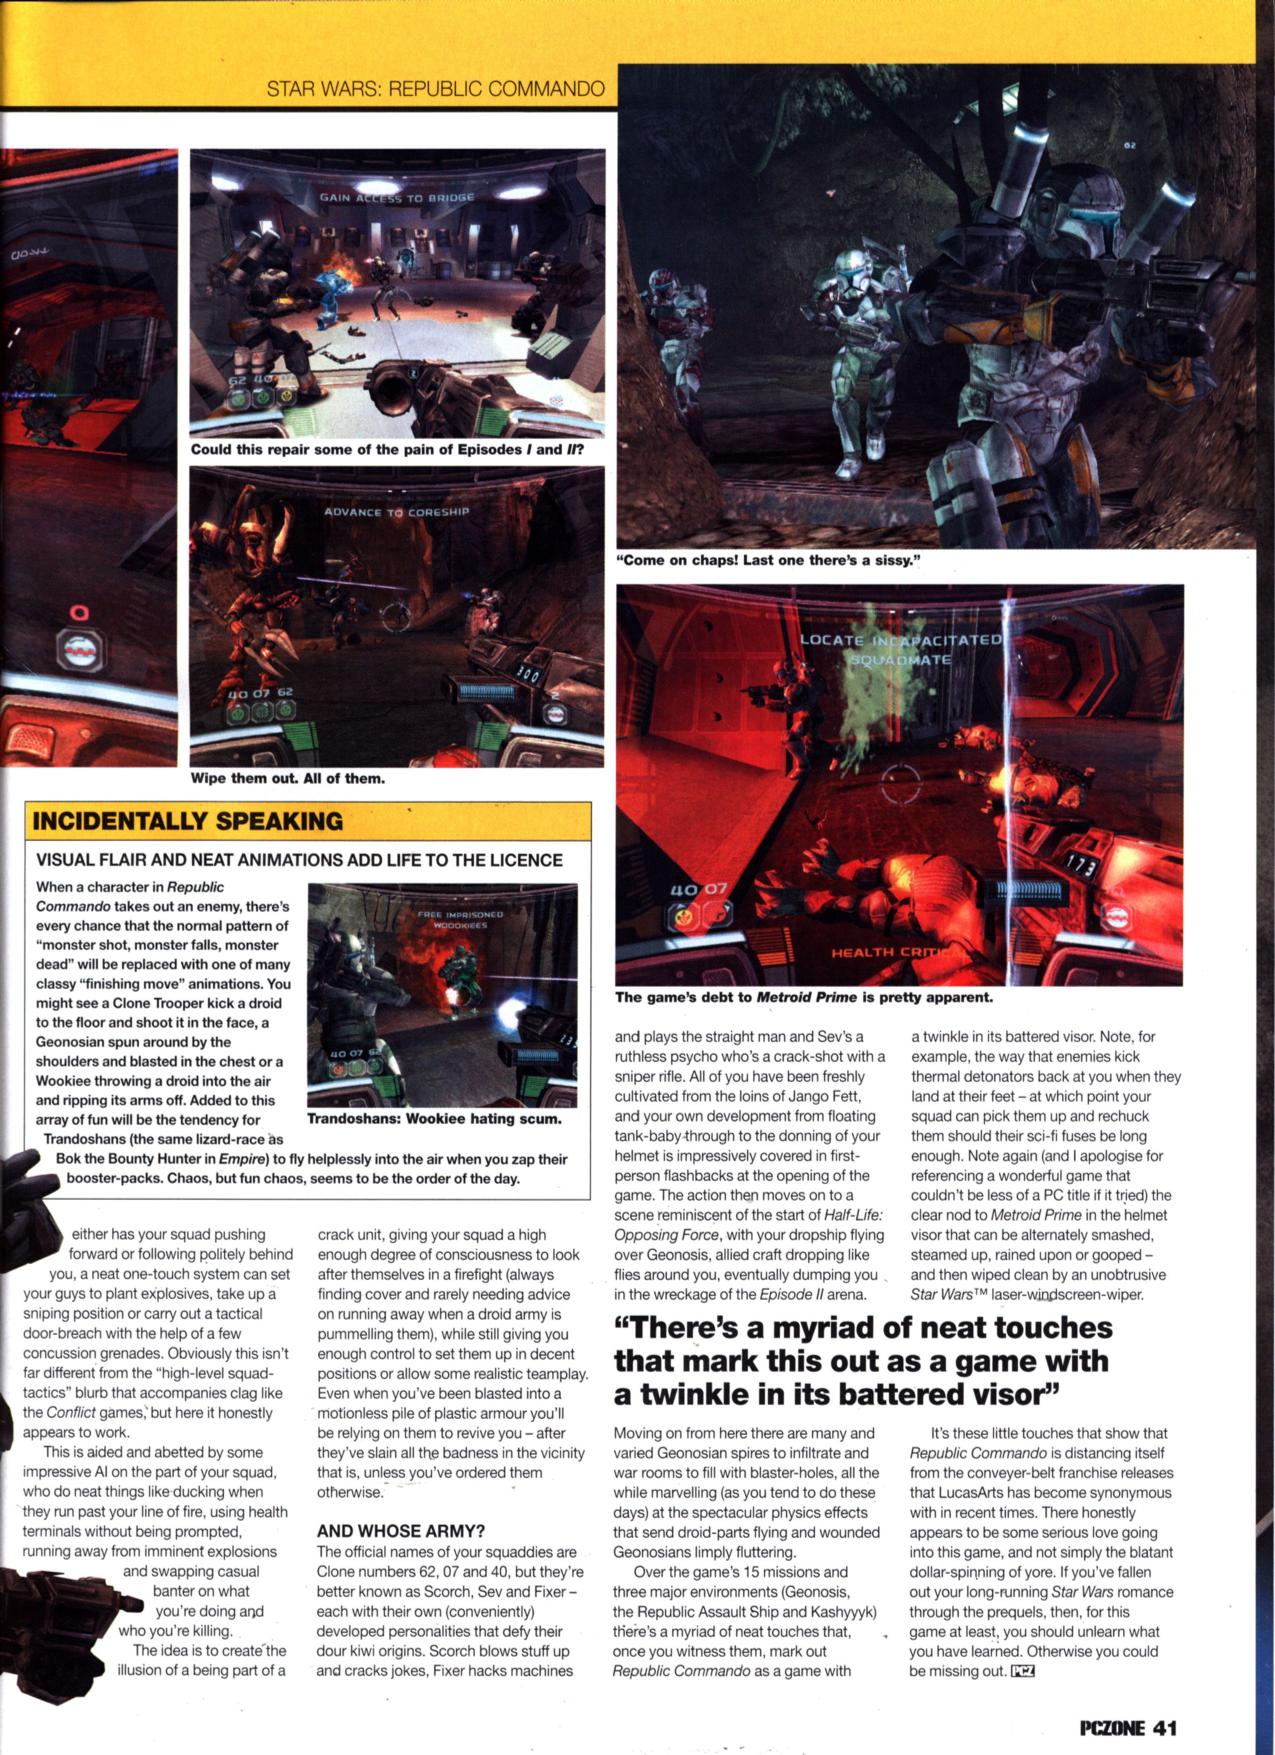 STAR WARS: REPUBLIC COMMANDO
GAIN ACCESS TO BRIDGE
62 40
Could this repair some of the pain of Episodes I and II?
ADVANCE TO CORESHIP
300
40 07 62
2
Wipe them out. All of them.
0
62
"Come on chaps! Last one there's a sissy."
LOCATE INCAPACITATED
SQUADMATE
173
40 07
HEALTH CRITICAL
The game's debt to Metroid Prime is pretty apparent.
INCIDENTALLY SPEAKING
VISUAL FLAIR AND NEAT ANIMATIONS ADD LIFE TO THE LICENCE
When a character in Republic
Commando takes out an enemy, there's
every chance that the normal pattern of
"monster shot, monster falls, monster
dead" will be replaced with one of many
classy "finishing move" animations. You
might see a Clone Trooper kick a droid
to the floor and shoot it in the face, a
Geonosian spun around by the
shoulders and blasted in the chest or a
Wookiee throwing a droid into the air
and ripping its arms off. Added to this
array of fun will be the tendency for
Trandoshans (the same lizard-race as
Bok the Bounty Hunter in Empire) to fly helplessly into the air when you zap their
booster-packs. Chaos, but fun chaos, seems to be the order of the day.
FREE IMPRISONED
WOOOKIEES
40 07 62
Trandoshans: Wookiee hating scum.
either has your squad pushing
forward or following politely behind
you, a neat one-touch system can set
your guys to plant explosives, take up a
sniping position or carry out a tactical
door-breach with the help of a few
concussion grenades. Obviously this isn't
far different from the "high-level squad-
tactics" blurb that accompanies clag like
the Conflict games, but here it honestly
appears to work.
This is aided and abetted by some
impressive AI on the part of your squad,
who do neat things like ducking when
they run past your line of fire, using health
terminals without being prompted,
running away from imminent explosions
and swapping casual
banter on what
you're doing and
who you're killing.
The idea is to create the
illusion of a being part of a
crack unit, giving your squad a high
enough degree of consciousness to look
after themselves in a firefight (always
finding cover and rarely needing advice
on running away when a droid army is
pummelling them), while still giving you
enough control to set them up in decent
positions or allow some realistic teamplay.
Even when you've been blasted into a
motionless pile of plastic armour you'll
be relying on them to revive you – after
they've slain all the badness in the vicinity
that is, unless you've ordered them
otherwise.
AND WHOSE ARMY?
The official names of your squaddies are
Clone numbers 62, 07 and 40, but they're
better known as Scorch, Sev and Fixer –
each with their own (conveniently)
developed personalities that defy their
dour kiwi origins. Scorch blows stuff up
and cracks jokes, Fixer hacks machines
and plays the straight man and Sev's a
ruthless psycho who's a crack-shot with a
sniper rifle. All of you have been freshly
cultivated from the loins of Jango Fett,
and your own development from floating
tank-baby through to the donning of your
helmet is impressively covered in first-
person flashbacks at the opening of the
game. The action then moves on to a
scene reminiscent of the start of Half-Life:
Opposing Force, with your dropship flying
over Geonosis, allied craft dropping like
flies around you, eventually dumping you
in the wreckage of the Episode II arena.
"There's a myriad of neat touches
that mark this out as a game with
a twinkle in its battered visor"
Moving on from here there are many and
varied Geonosian spires to infiltrate and
war rooms to fill with blaster-holes, all the
while marvelling (as you tend to do these
days) at the spectacular physics effects
that send droid-parts flying and wounded
Geonosians limply fluttering.
Over the game's 15 missions and
three major environments (Geonosis,
the Republic Assault Ship and Kashyyyk)
there's a myriad of neat touches that,
once you witness them, mark out
Republic Commando as a game with
a twinkle in its battered visor. Note, for
example, the way that enemies kick
thermal detonators back at you when they
land at their feet – at which point your
squad can pick them up and rechuck
them should their sci-fi fuses be long
enough. Note again (and I apologise for
referencing a wonderful game that
couldn't be less of a PC title if it tried) the
clear nod to Metroid Prime in the helmet
visor that can be alternately smashed,
steamed up, rained upon or gooped –
and then wiped clean by an unobtrusive
Star Wars™ laser-windscreen-wiper.
It's these little touches that show that
Republic Commando is distancing itself
from the conveyer-belt franchise releases
that LucasArts has become synonymous
with in recent times. There honestly
appears to be some serious love going
into this game, and not simply the blatant
dollar-spinning of yore. If you've fallen
out your long-running Star Wars romance
through the prequels, then, for this
game at least, you should unlearn what
you have learned. Otherwise you could
be missing out. PCZ
PCZONE 41